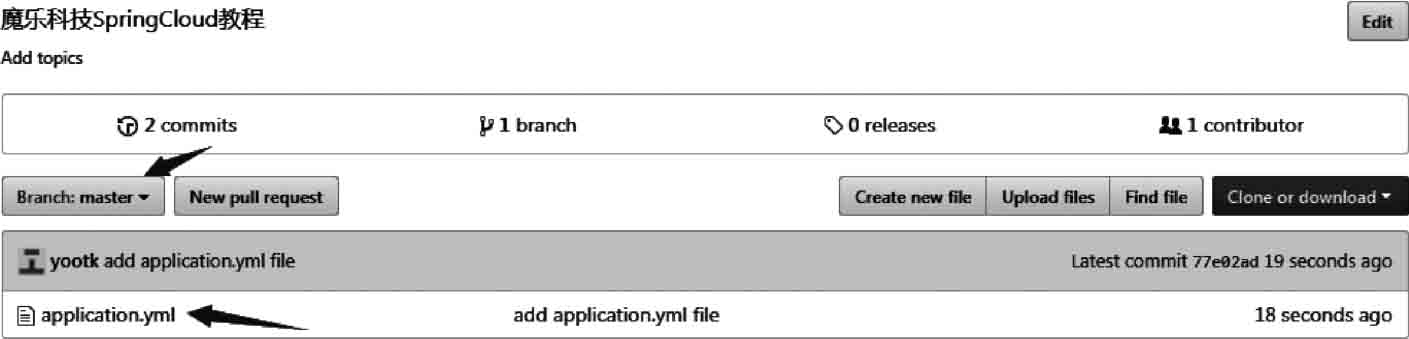 魔乐科技SpringCloud教程
Edit
Add topics
2 commits 1 branch 0 releases 1 contributor
Branch: master New pull request Create new file Upload files Find file Clone or download
yootk add application.yml file Latest commit 77e02ad 19 seconds ago
application.yml add application.yml file 18 seconds ago